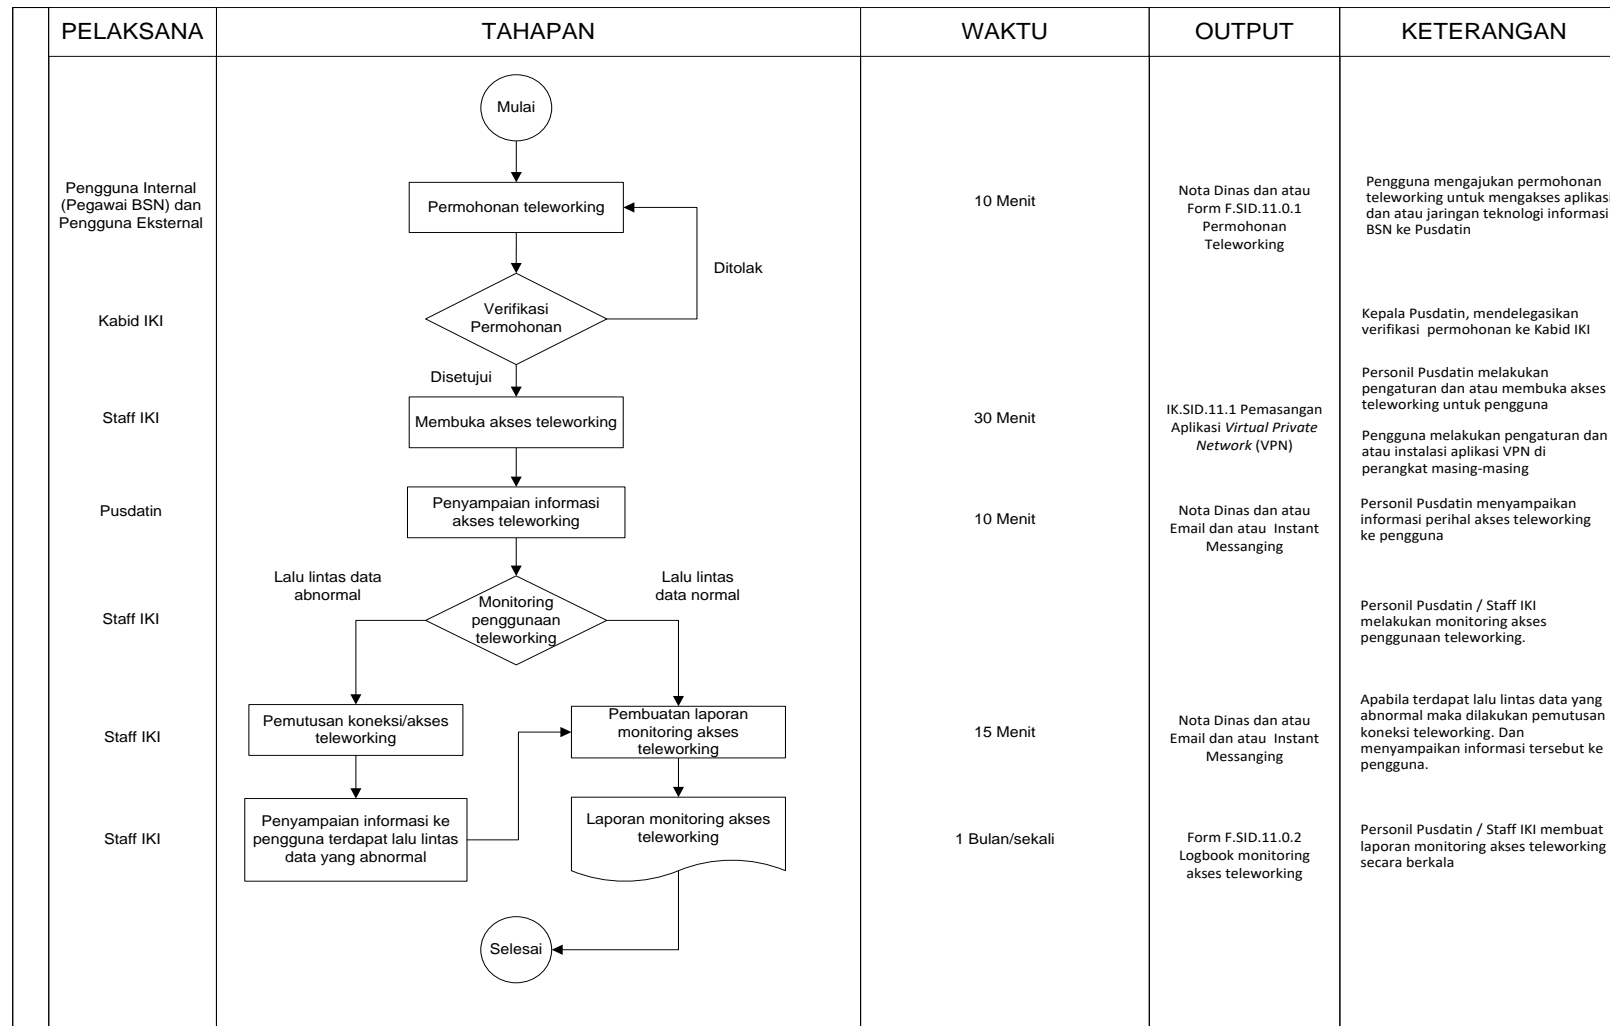 PELAKSANA
TAHAPAN
WAKTU
OUTPUT
KETERANGAN
Mulai
Pengguna Internal
(Pegawai BSN) dan
Pengguna Eksternal
Permohonan teleworking
10 Menit
Nota Dinas dan atau
Form F.SID.11.0.1
Permohonan
Teleworking
Pengguna mengajukan permohonan
teleworking untuk mengakses aplikasi
dan atau jaringan teknologi informasi
BSN ke Pusdatin
Ditolak
Kabid IKI
Verifikasi
Permohonan
Kepala Pusdatin, mendelegasikan
verifikasi permohonan ke Kabid IKI
Disetujui
Staff IKI
Membuka akses teleworking
30 Menit
IK.SID.11.1 Pemasangan
Aplikasi Virtual Private
Network (VPN)
Personil Pusdatin melakukan
pengaturan dan atau membuka akses
teleworking untuk pengguna
Pengguna melakukan pengaturan dan
atau instalasi aplikasi VPN di
perangkat masing-masing
Pusdatin
Penyampaian informasi
akses teleworking
10 Menit
Nota Dinas dan atau
Email dan atau Instant
Messanging
Personil Pusdatin menyampaikan
informasi perihal akses teleworking
ke pengguna
Lalu lintas data
abnormal
Lalu lintas
data normal
Staff IKI
Monitoring
penggunaan
teleworking
Personil Pusdatin / Staff IKI
melakukan monitoring akses
penggunaan teleworking.
Staff IKI
Pemutusan koneksi/akses
teleworking
Pembuatan laporan
monitoring akses
teleworking
15 Menit
Nota Dinas dan atau
Email dan atau Instant
Messanging
Apabila terdapat lalu lintas data yang
abnormal maka dilakukan pemutusan
koneksi teleworking. Dan
menyampaikan informasi tersebut ke
pengguna.
Staff IKI
Penyampaian informasi ke
pengguna terdapat lalu lintas
data yang abnormal
Laporan monitoring akses
teleworking
1 Bulan/sekali
Form F.SID.11.0.2
Logbook monitoring
akses teleworking
Personil Pusdatin / Staff IKI membuat
laporan monitoring akses teleworking
secara berkala
Selesai